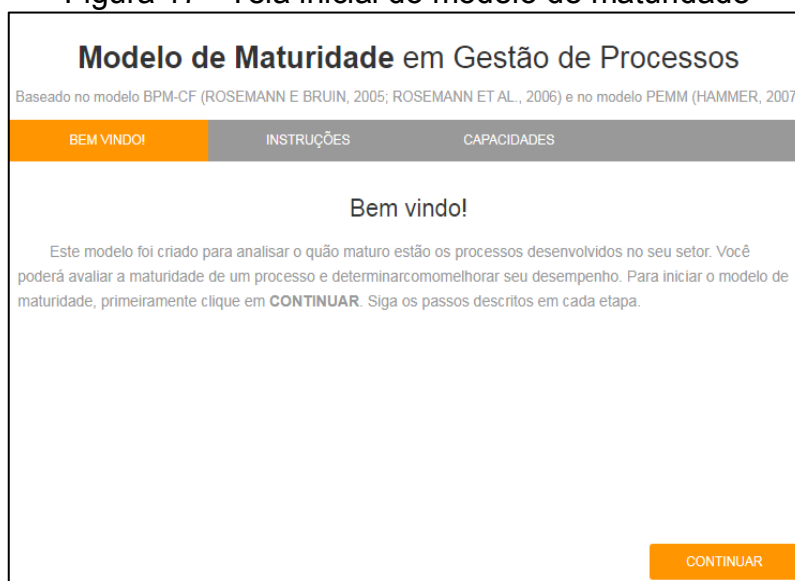 Modelo de Maturidade em Gestão de Processos
Baseado no modelo BPM-CF (ROSEMANN E BRUIN, 2005; ROSEMANN ET AL., 2006) e no modelo PEMM (HAMMER, 2007
BEM VINDO! INSTRUÇÕES CAPACIDADES
Bem vindo!
Este modelo foi criado para analisar o quão maturo estão os processos desenvolvidos no seu setor. Você
poderá avaliar a maturidade de um processo e determinarcomomelhorar seu desempenho. Para iniciar o modelo de
maturidade, primeiramente clique em CONTINUAR. Siga os passos descritos em cada etapa.
CONTINUAR